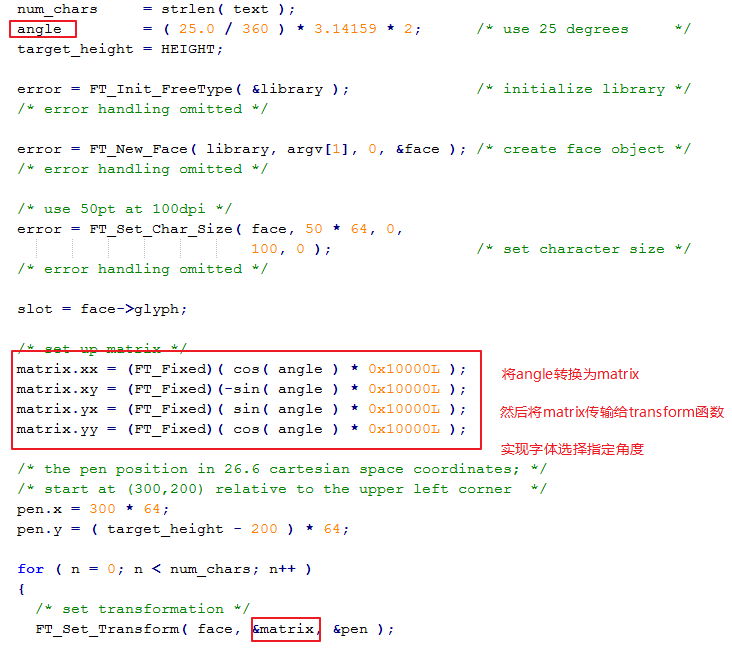 num_chars     = strlen( text );
angle         = ( 25.0 / 360 ) * 3.14159 * 2;      /* use 25 degrees     */
target_height = HEIGHT;
error = FT_Init_FreeType( &library );              /* initialize library */
/* error handling omitted */
error = FT_New_Face( library, argv[1], 0, &face ); /* create face object */
/* error handling omitted */
/* use 50pt at 100dpi */
error = FT_Set_Char_Size( face, 50 * 64, 0,
                          100, 0 );                /* set character size */
/* error handling omitted */
slot = face->glyph;
/* set up matrix */
matrix.xx = (FT_Fixed)( cos( angle ) * 0x10000L ); 将angle转换为matrix
matrix.xy = (FT_Fixed)(-sin( angle ) * 0x10000L );
matrix.yx = (FT_Fixed)( sin( angle ) * 0x10000L ); 然后将matrix传输给transform函数
matrix.yy = (FT_Fixed)( cos( angle ) * 0x10000L );
实现字体选择指定角度
/* the pen position in 26.6 cartesian space coordinates; */
/* start at (300,200) relative to the upper left corner  */
pen.x = 300 * 64;
pen.y = ( target_height - 200 ) * 64;
for ( n = 0; n < num_chars; n++ )
{
  /* set transformation */
  FT_Set_Transform( face, &matrix, &pen );